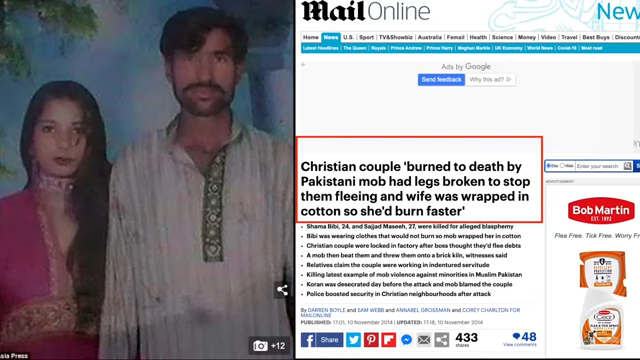 Mail Online
New
Home News U.S. Sport TV&Showbiz Australia Femail Health Science Money Video Travel Best Buys Discounts
Latest Headlines The Queen Royals Prince Andrew Prince Harry Meghan Markle UK Economy World News Covid-19 Most read
Ads by Google
Send feedback Why this ad?
Christian couple 'burned to death by
Pakistani mob had legs broken to stop
them fleeing and wife was wrapped in
cotton so she'd burn faster'
Site Web Enter your search Search
ADVERTISEMENT
• Shama Bibi, 24, and Sajjad Maseeh, 27, were killed for alleged blasphemy
• Bibi was wearing clothes that would not burn so mob wrapped her in cotton
• Christian couple were locked in factory after boss thought they'd flee debts
• A mob then beat them and threw them onto a brick kiln, witnesses said
• Relatives claim the couple were working in indentured servitude
• Killing latest example of mob violence against minorities in Muslim Pakistan
• Koran was desecrated day before and mob blamed the couple
• Police boosted security in Christian neighbourhoods after attack
By DARREN BOYLE and SAM WEBB and ANNABEL GROSSMAN and COREY CHARLTON FOR
MAILONLINE
PUBLISHED: 17:01, 10 November 2014 | UPDATED: 17:18, 10 November 2014
Share
433
shares
48
View comments
BOB MARTIN
EST. 1892
Flea Free. Tick Free. Worry F
Clear
+12
sia Press